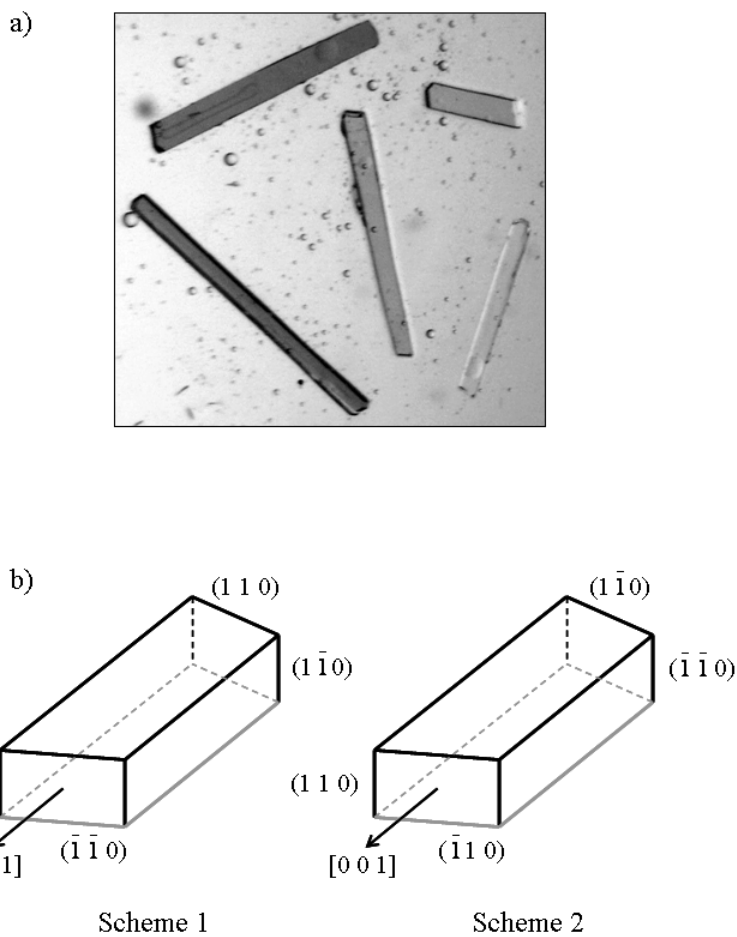 a)
b)
(1 1 0)
(1 1̄ 0)
(1̄ 1̄ 0)
1]
Scheme 1
(1 1̄ 0)
(1̄ 1̄ 0)
(1 1 0)
(1̄ 1 0)
[0 0 1]
Scheme 2